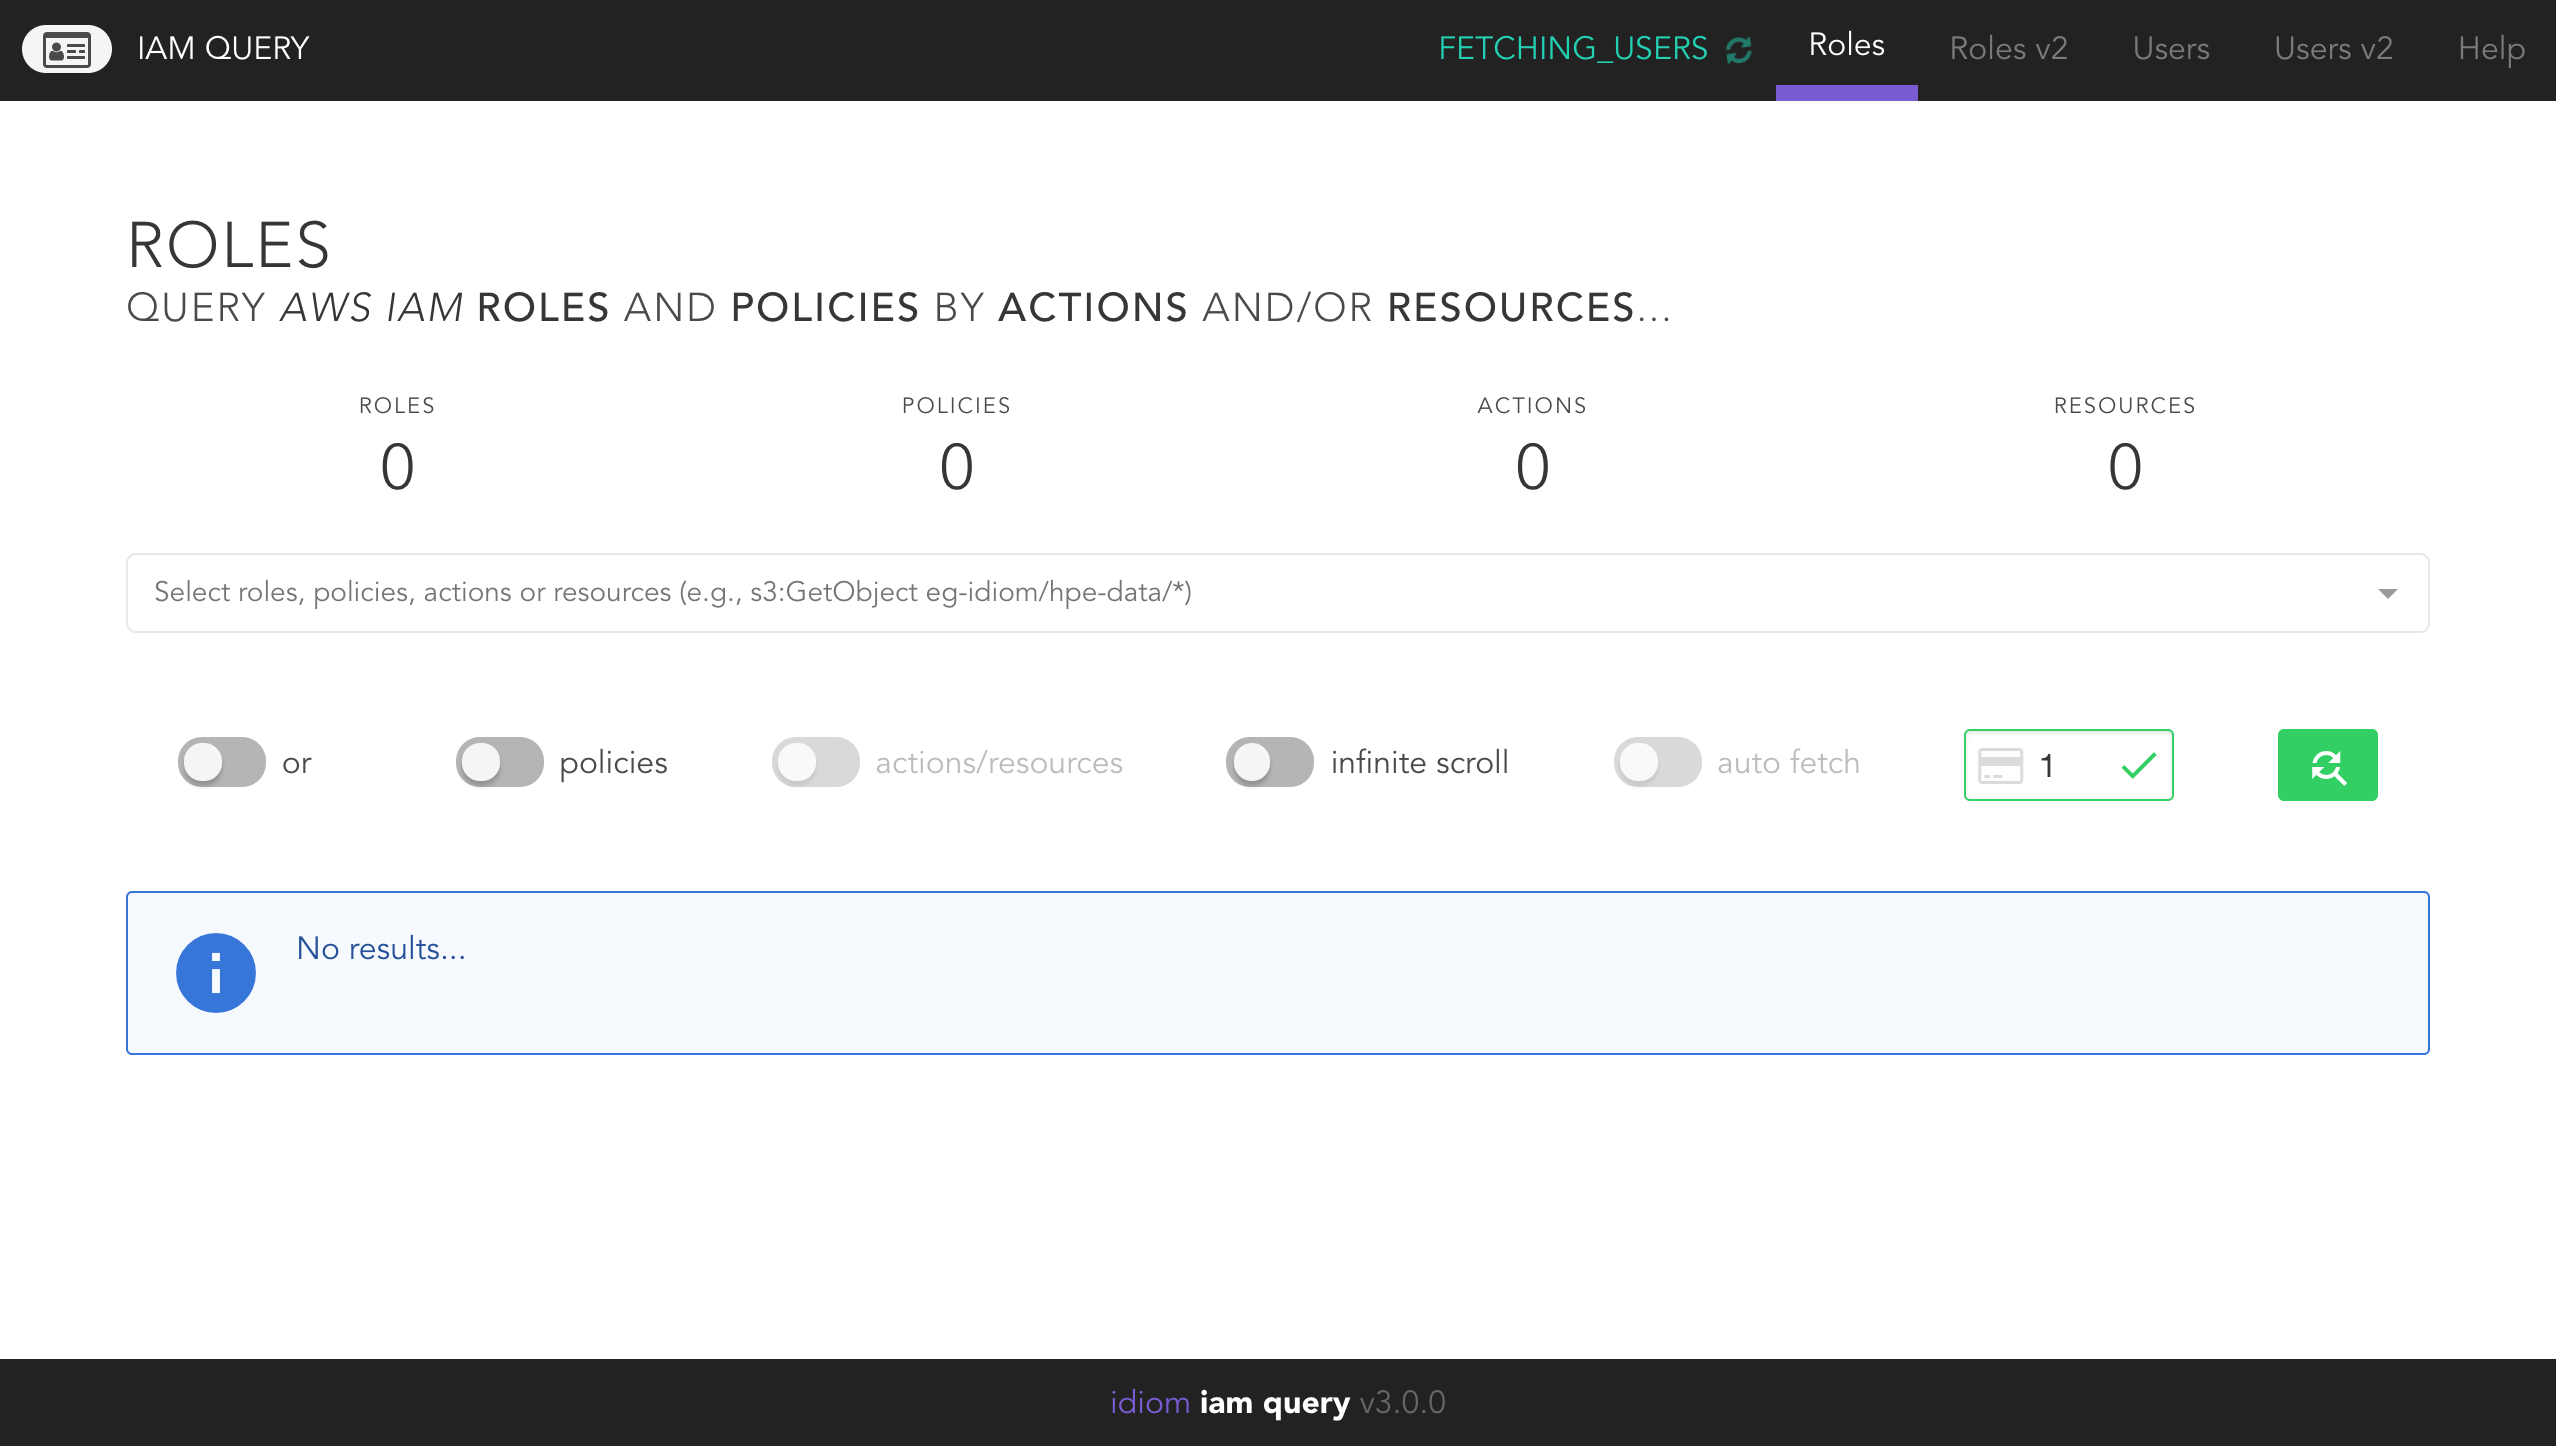 IAM QUERY
FETCHING_USERS
Roles
Roles v2
Users
Users v2
Help
ROLES
QUERY AWS IAM ROLES AND POLICIES BY ACTIONS AND/OR RESOURCES...
ROLES
0
POLICIES
0
ACTIONS
0
RESOURCES
0
Select roles, policies, actions or resources (e.g., s3:GetObject eg-idiom/hpe-data/*)
or
policies
actions/resources
infinite scroll
auto fetch
1
No results...
idiom iam query v3.0.0